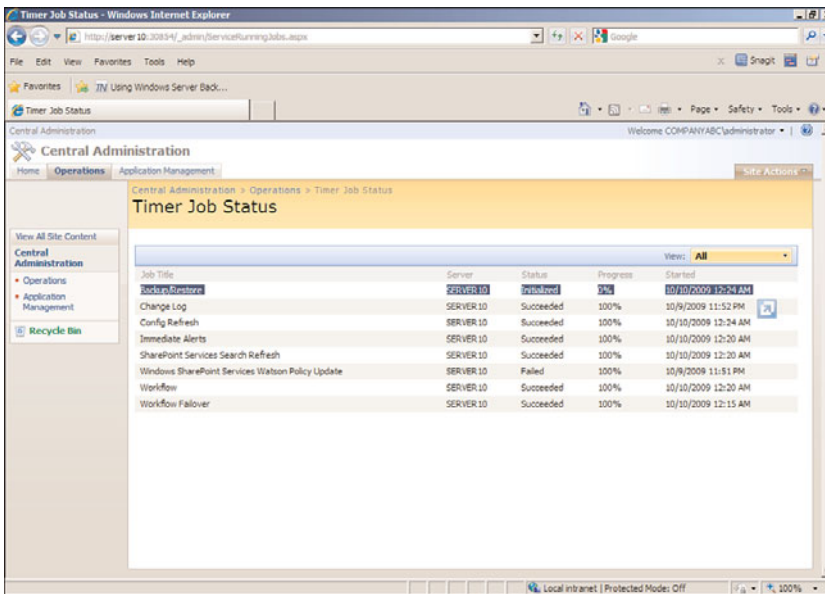 Timer Job Status - Windows Internet Explorer
http://server10:30854/_admin/ServiceRunningJobs.aspx
Google
File Edit View Favorites Tools Help
Snagit
Favorites Using Windows Server Back...
Timer Job Status
Page Safety Tools
Central Administration
Welcome COMPANYABC\administrator
Central Administration
Home Operations Application Management
Site Actions
Central Administration > Operations > Timer Job Status
Timer Job Status
View All Site Content
Central Administration
Operations
Application Management
Recycle Bin
View: All
Job Title Server Status Progress Started
Backup/Restore SERVER10 Initialized 0% 10/10/2009 12:24 AM
Change Log SERVER10 Succeeded 100% 10/9/2009 11:52 PM
Config Refresh SERVER10 Succeeded 100% 10/10/2009 12:24 AM
Immediate Alerts SERVER10 Succeeded 100% 10/10/2009 12:20 AM
SharePoint Services Search Refresh SERVER10 Succeeded 100% 10/10/2009 12:20 AM
Windows SharePoint Services Watson Policy Update SERVER10 Failed 100% 10/9/2009 11:51 PM
Workflow SERVER10 Succeeded 100% 10/10/2009 12:20 AM
Workflow Failover SERVER10 Succeeded 100% 10/10/2009 12:15 AM
Local intranet | Protected Mode: Off
100%